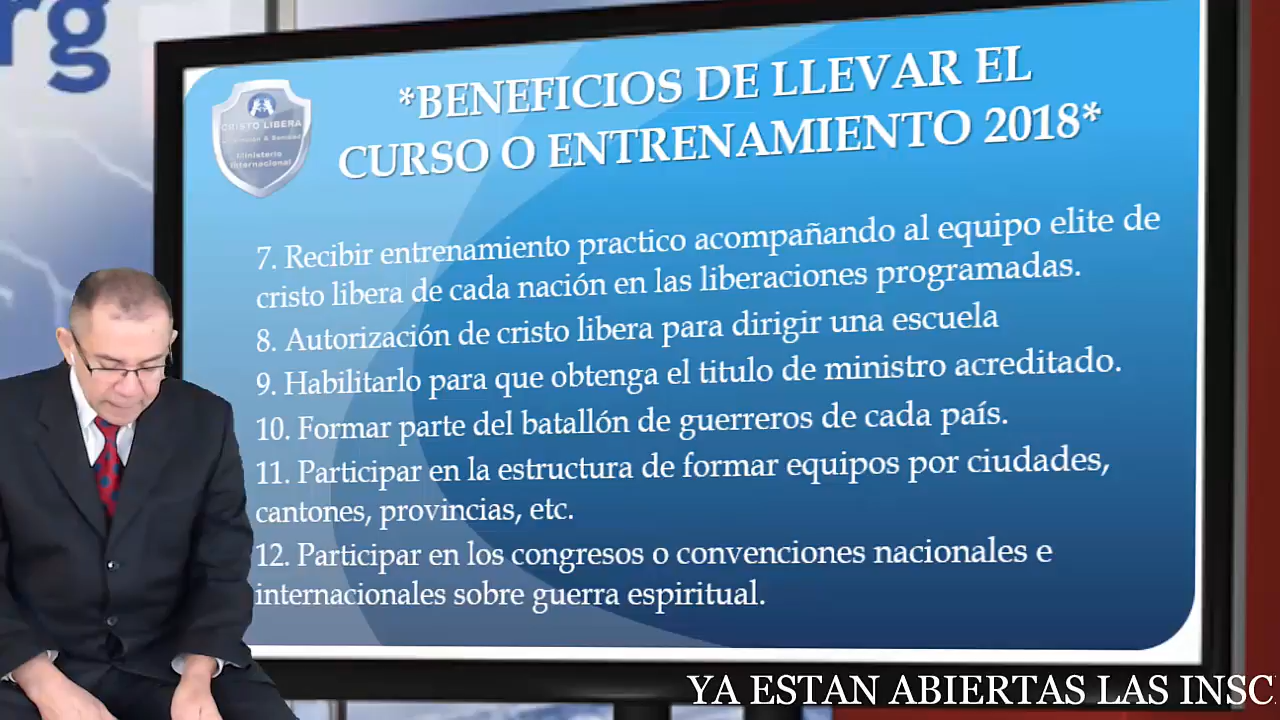 rg
*BENEFICIOS DE LLEVAR EL
CURSO O ENTRENAMIENTO 2018*
CRISTO LIBERA
Ministerio
Internacional
7. Recibir entrenamiento practico acompañando al equipo elite de
cristo libera de cada nación en las liberaciones programadas.
8. Autorización de cristo libera para dirigir una escuela
9. Habilitarlo para que obtenga el titulo de ministro acreditado.
10. Formar parte del batallón de guerreros de cada país.
11. Participar en la estructura de formar equipos por ciudades,
cantones, provincias, etc.
12. Participar en los congresos o convenciones nacionales e
internacionales sobre guerra espiritual.
YA ESTAN ABIERTAS LAS INSC